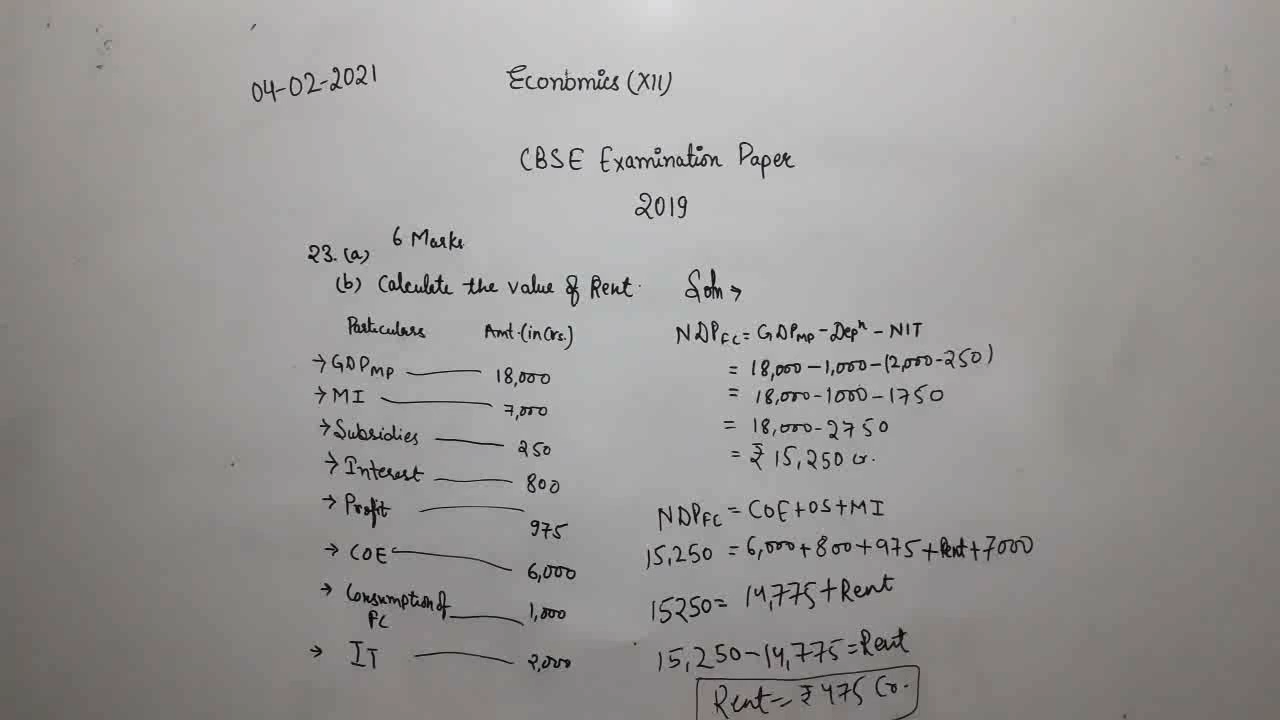 04-02-2021
Economics (XII)
CBSE Examination Paper
2019
6 Marks
23. (a)
(b) Calculate the value of Rent.
Particulars Amt. (in Crs.)
→ GDPMP — 18,000
→ MI — 7,000
→ Subsidies — 250
→ Interest — 800
→ Profit — 975
→ COE — 6,000
→ Consumption of — 1,000
FC
→ IT — 2,000
Soln →
NDPFC = GDPMP - Depn - NIT
= 18,000 - 1,000 - (2,000 - 250)
= 18,000 - 1000 - 1750
= 18,000 - 2750
= ₹ 15,250 cr.
NDPFC = COE + OS + MI
15,250 = 6,000 + 800 + 975 + Rent + 7000
15250 = 14,775 + Rent
15,250 - 14,775 = Rent
Rent = ₹ 475 Cr.